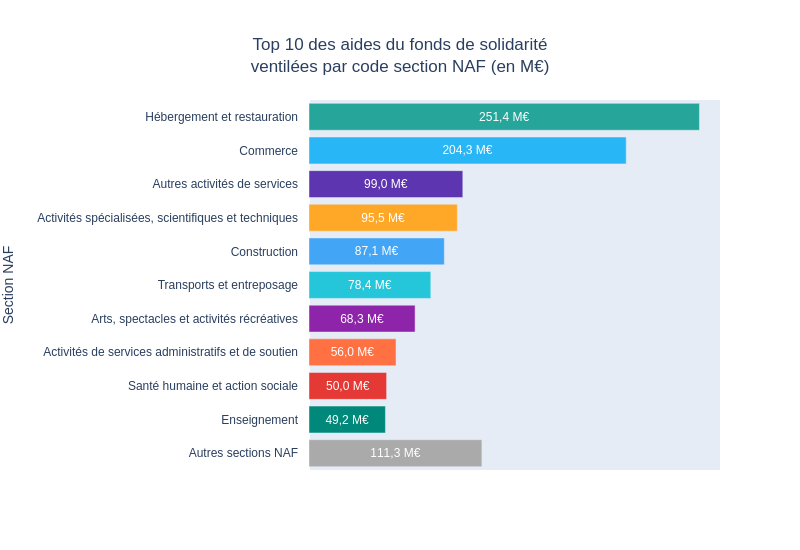 Top 10 des aides du fonds de solidarité
ventilées par code section NAF (en M€)
Section NAF
Hébergement et restauration 251,4 M€
Commerce 204,3 M€
Autres activités de services 99,0 M€
Activités spécialisées, scientifiques et techniques 95,5 M€
Construction 87,1 M€
Transports et entreposage 78,4 M€
Arts, spectacles et activités récréatives 68,3 M€
Activités de services administratifs et de soutien 56,0 M€
Santé humaine et action sociale 50,0 M€
Enseignement 49,2 M€
Autres sections NAF 111,3 M€